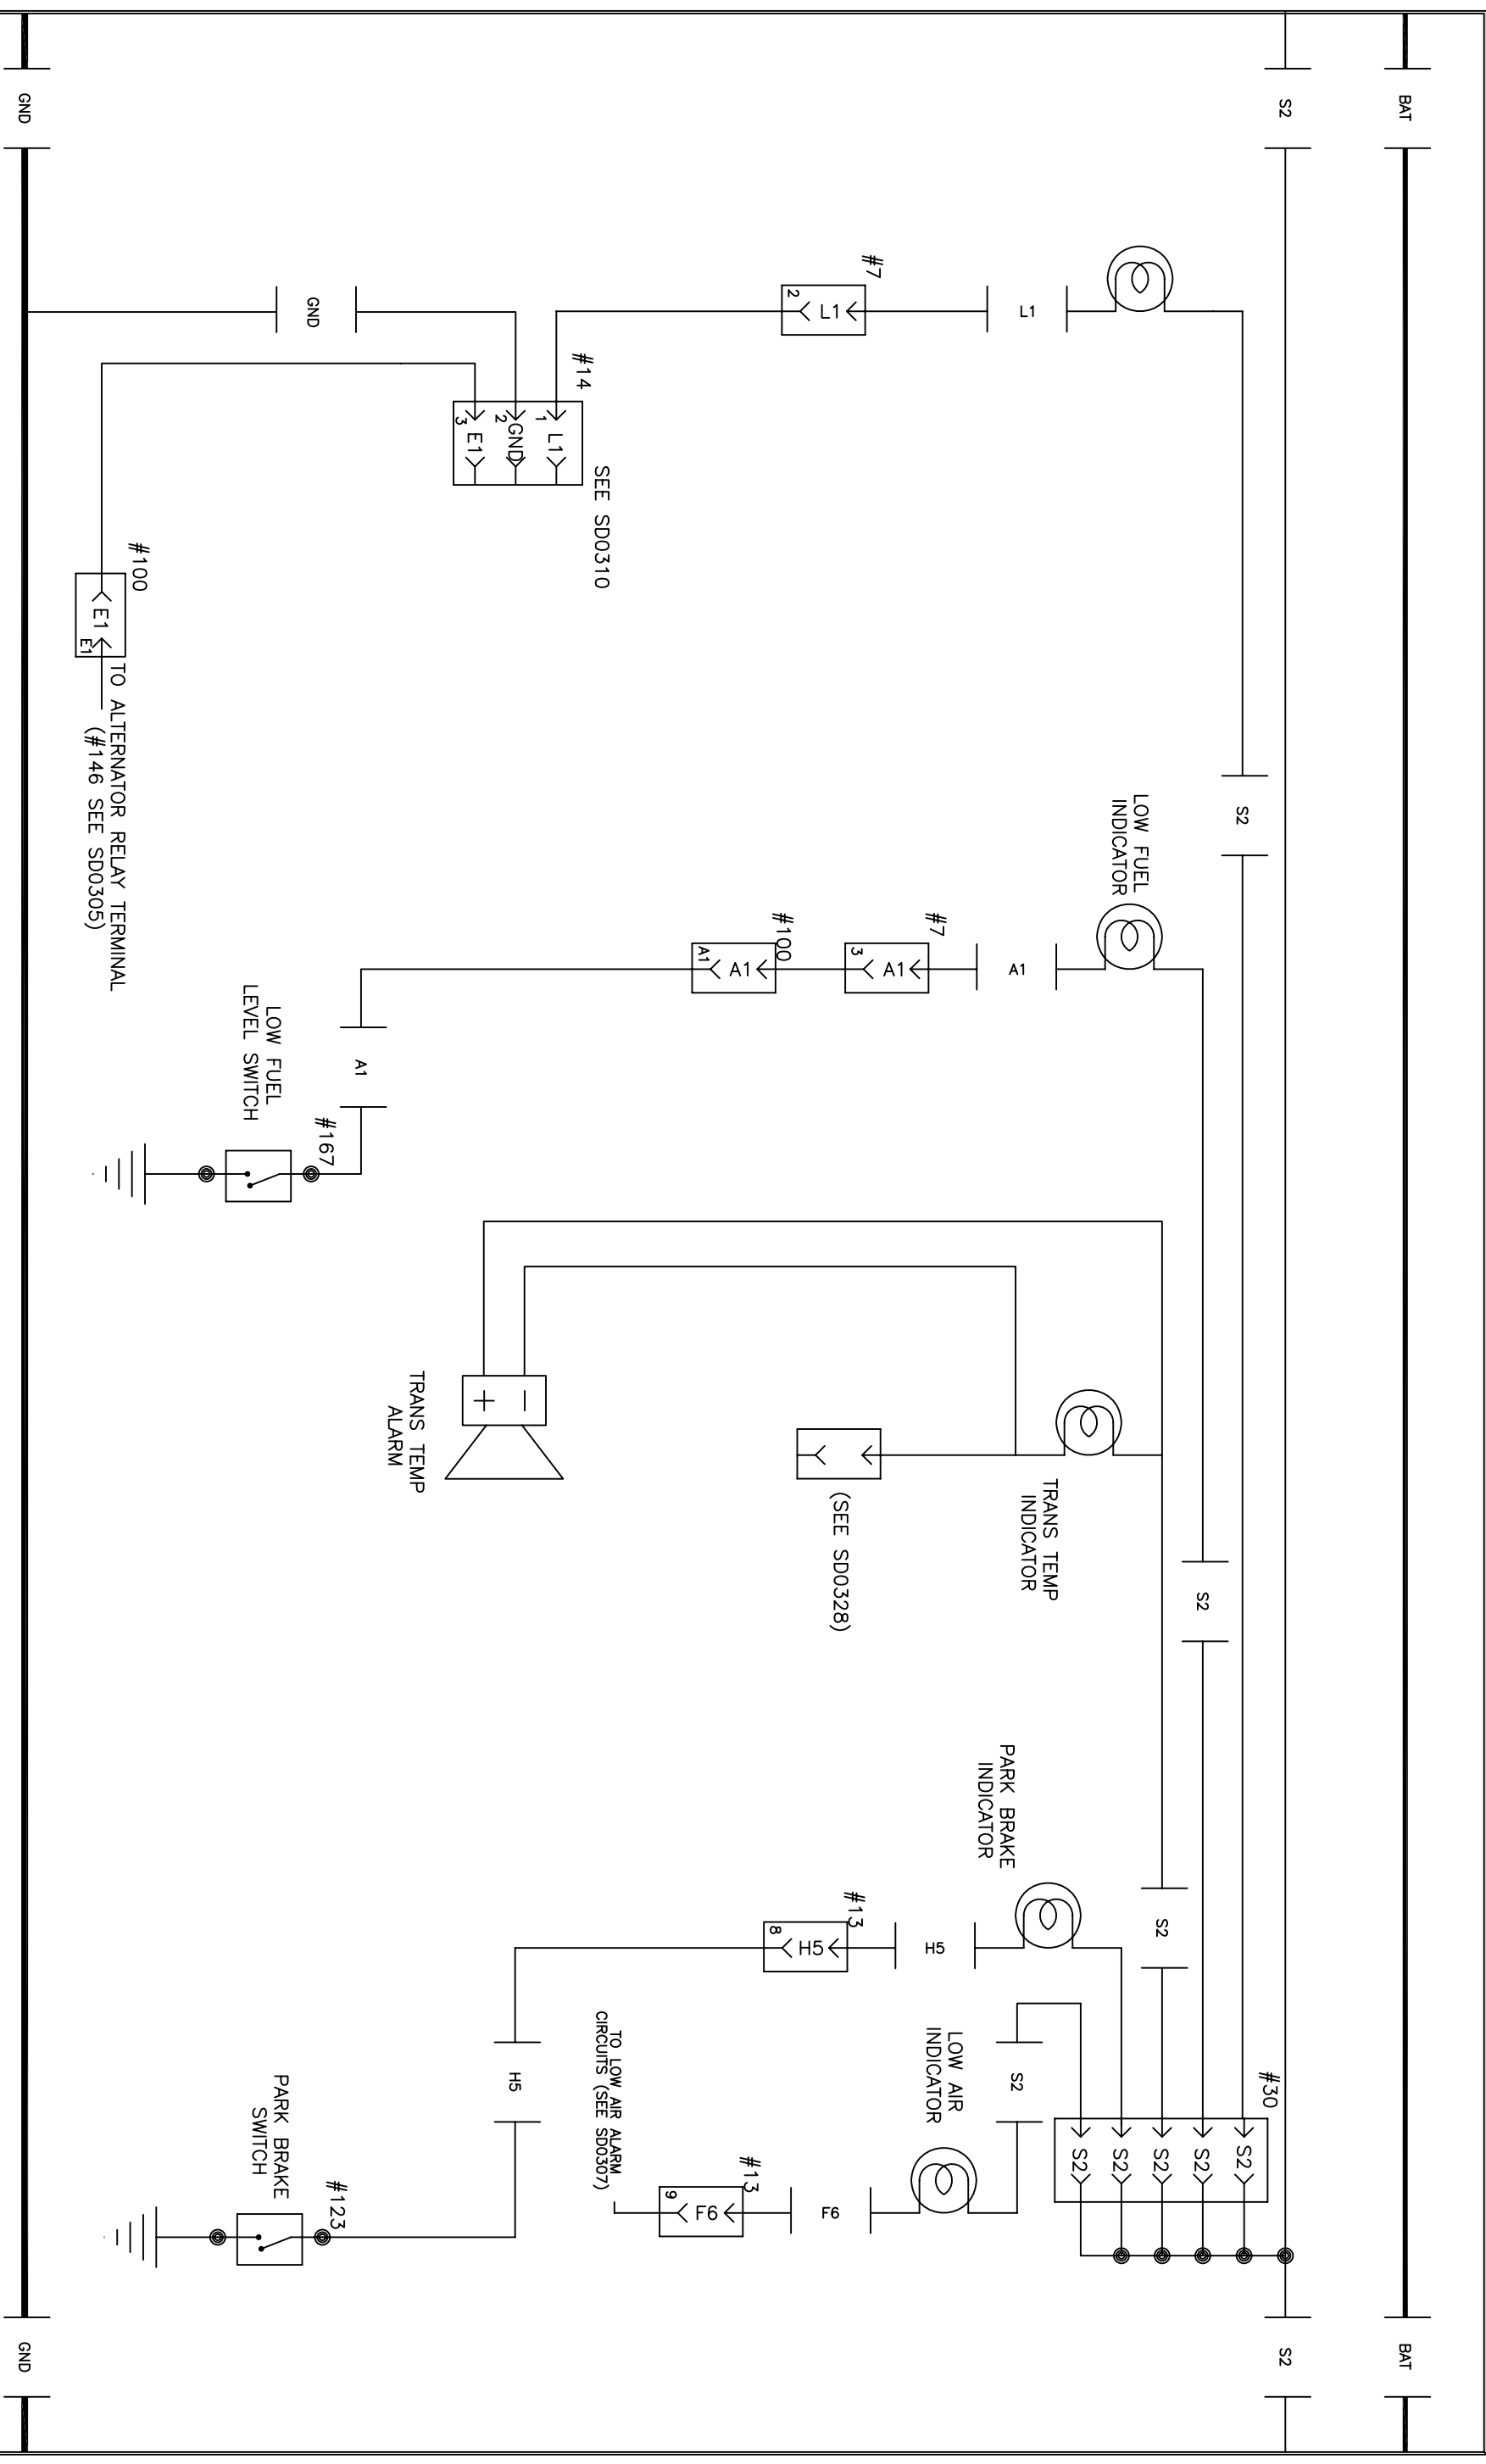 BAT
BAT
S2
S2
#30
S2
S2
S2
S2
S2
S2
S2
S2
S2
LOW FUEL
INDICATOR
TRANS TEMP
INDICATOR
PARK BRAKE
INDICATOR
LOW AIR
INDICATOR
L1
#7
L1
2
A1
#7
A1
3
#100
A1
A1
(SEE SD0328)
H5
#13
H5
8
F6
#13
F6
9
TO LOW AIR ALARM
CIRCUITS (SEE SD0307)
SEE SD0310
#14
1
L1
2
GND
3
E1
GND
TRANS TEMP
ALARM
+
−
A1
H5
#167
LOW FUEL
LEVEL SWITCH
#123
PARK BRAKE
SWITCH
#100
E1
E1
TO ALTERNATOR RELAY TERMINAL
(#146 SEE SD0305)
GND
GND